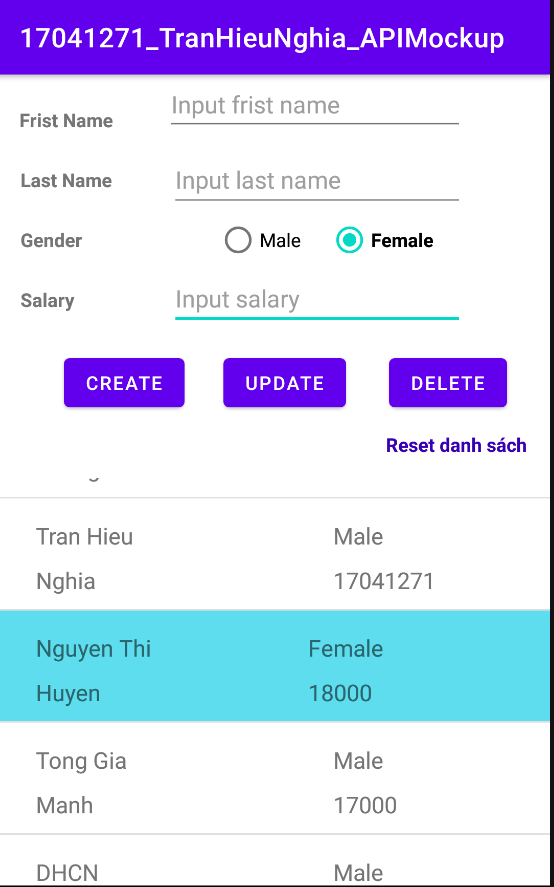 17041271_TranHieuNghia_APIMockup
Frist Name Input frist name
Last Name Input last name
Gender Male Female
Salary Input salary
CREATE UPDATE DELETE
Reset danh sách
Tran Hieu Male
Nghia 17041271
Nguyen Thi Female
Huyen 18000
Tong Gia Male
Manh 17000
DHCN Male